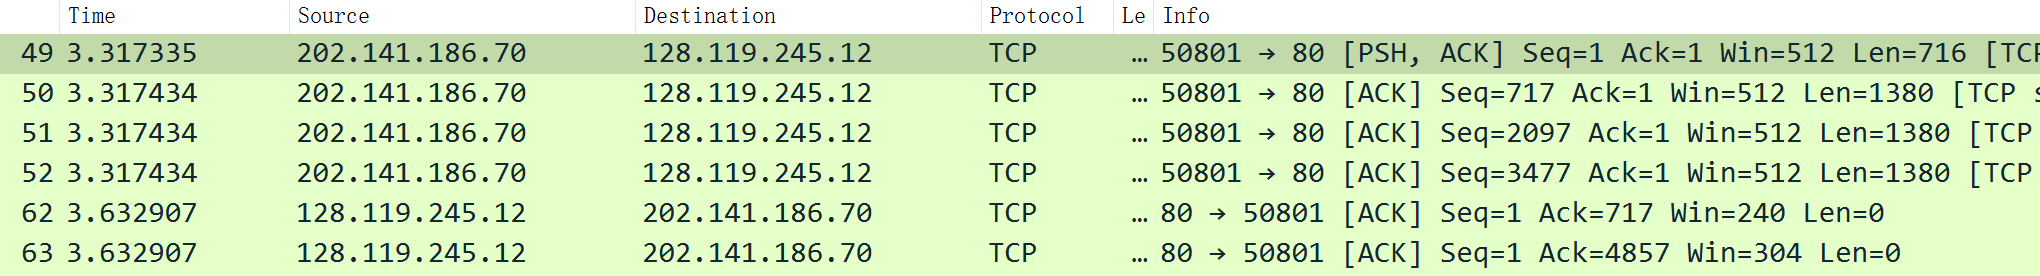 Time Source Destination Protocol Le Info
49 3.317335 202.141.186.70 128.119.245.12 TCP … 50801 → 80 [PSH, ACK] Seq=1 Ack=1 Win=512 Len=716 [TCP
50 3.317434 202.141.186.70 128.119.245.12 TCP … 50801 → 80 [ACK] Seq=717 Ack=1 Win=512 Len=1380 [TCP s
51 3.317434 202.141.186.70 128.119.245.12 TCP … 50801 → 80 [ACK] Seq=2097 Ack=1 Win=512 Len=1380 [TCP
52 3.317434 202.141.186.70 128.119.245.12 TCP … 50801 → 80 [ACK] Seq=3477 Ack=1 Win=512 Len=1380 [TCP
62 3.632907 128.119.245.12 202.141.186.70 TCP … 80 → 50801 [ACK] Seq=1 Ack=717 Win=240 Len=0
63 3.632907 128.119.245.12 202.141.186.70 TCP … 80 → 50801 [ACK] Seq=1 Ack=4857 Win=304 Len=0